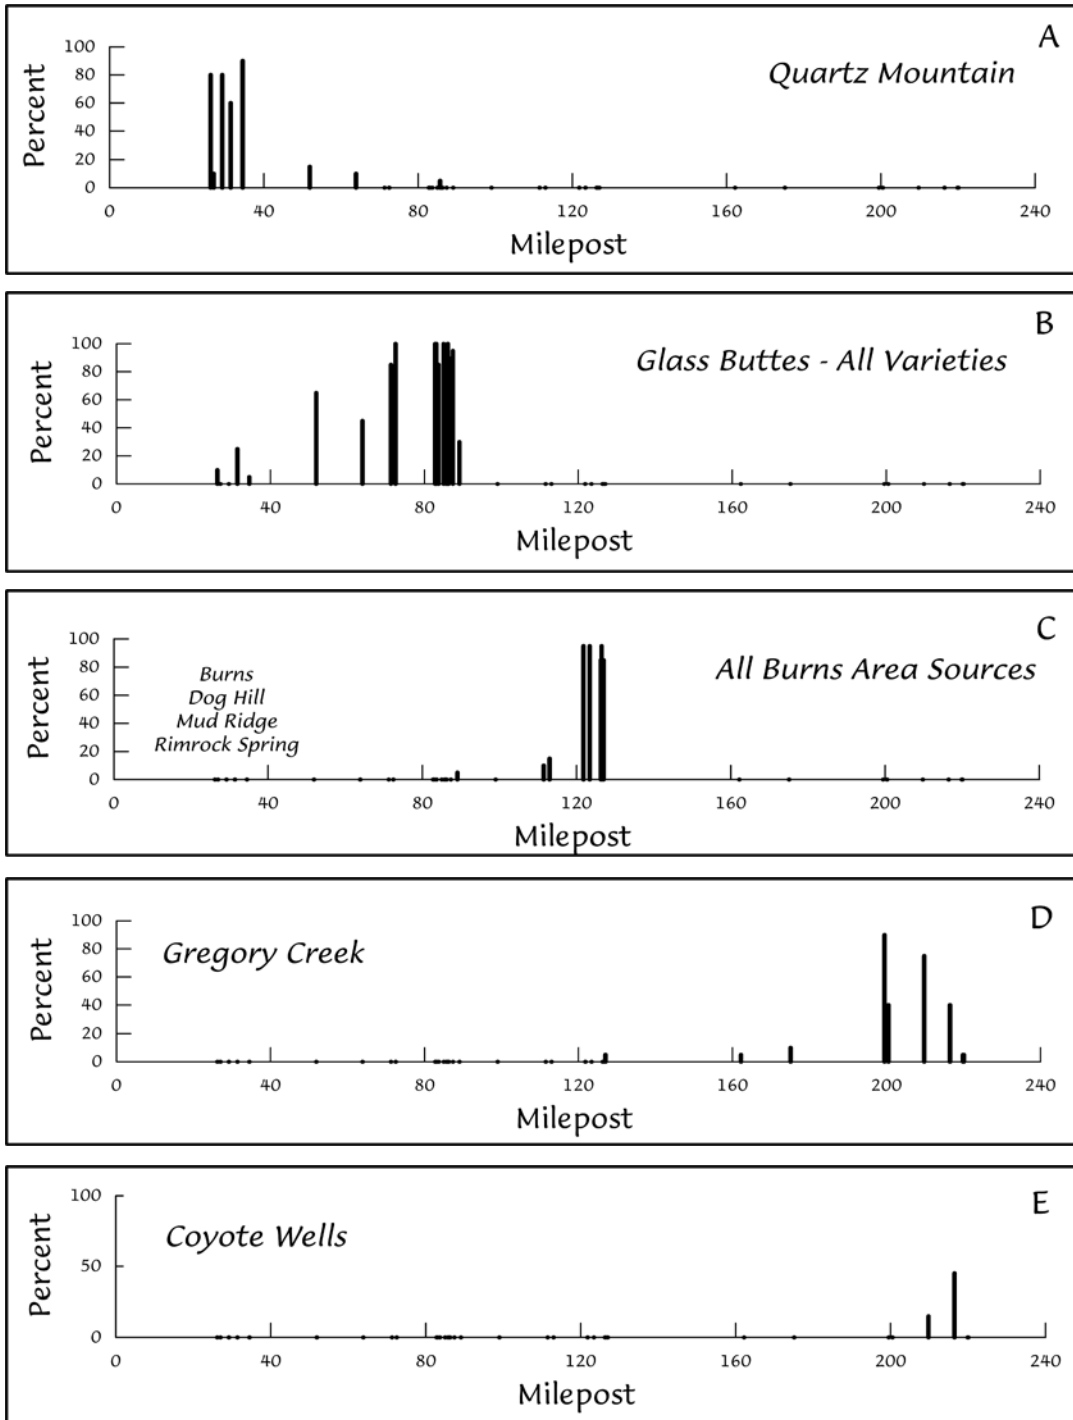 A
Quartz Mountain
Percent
100
80
60
40
20
0
0 40 80 120 160 200 240
Milepost
B
Glass Buttes - All Varieties
Percent
100
80
60
40
20
0
0 40 80 120 160 200 240
Milepost
C
All Burns Area Sources
Burns
Dog Hill
Mud Ridge
Rimrock Spring
Percent
100
80
60
40
20
0
0 40 80 120 160 200 240
Milepost
D
Gregory Creek
Percent
100
80
60
40
20
0
0 40 80 120 160 200 240
Milepost
E
Coyote Wells
Percent
100
50
0
0 40 80 120 160 200 240
Milepost